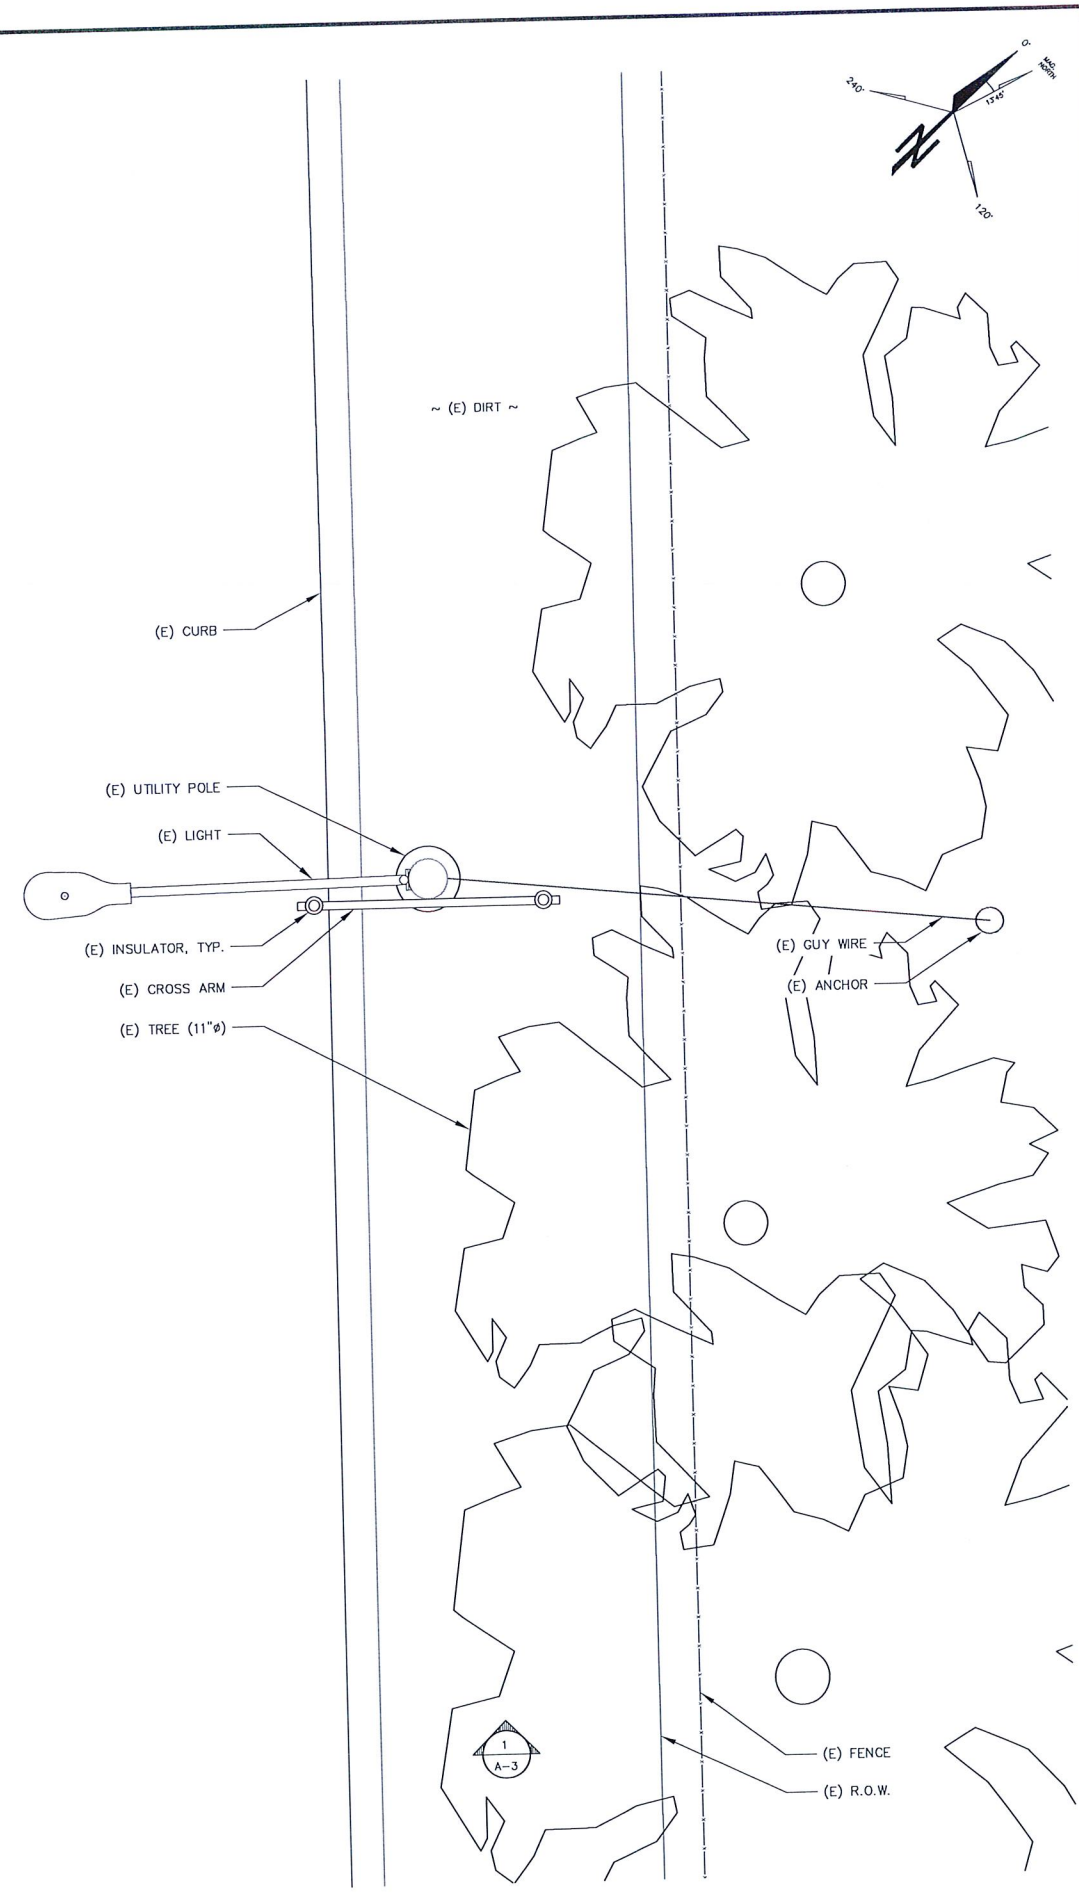 0°
MAG.
NORTH
13°45'
240°
N
120°
~ (E) DIRT ~
(E) CURB
(E) UTILITY POLE
(E) LIGHT
(E) INSULATOR, TYP.
(E) CROSS ARM
(E) TREE (11"ø)
(E) GUY WIRE
(E) ANCHOR
1
A-3
(E) FENCE
(E) R.O.W.